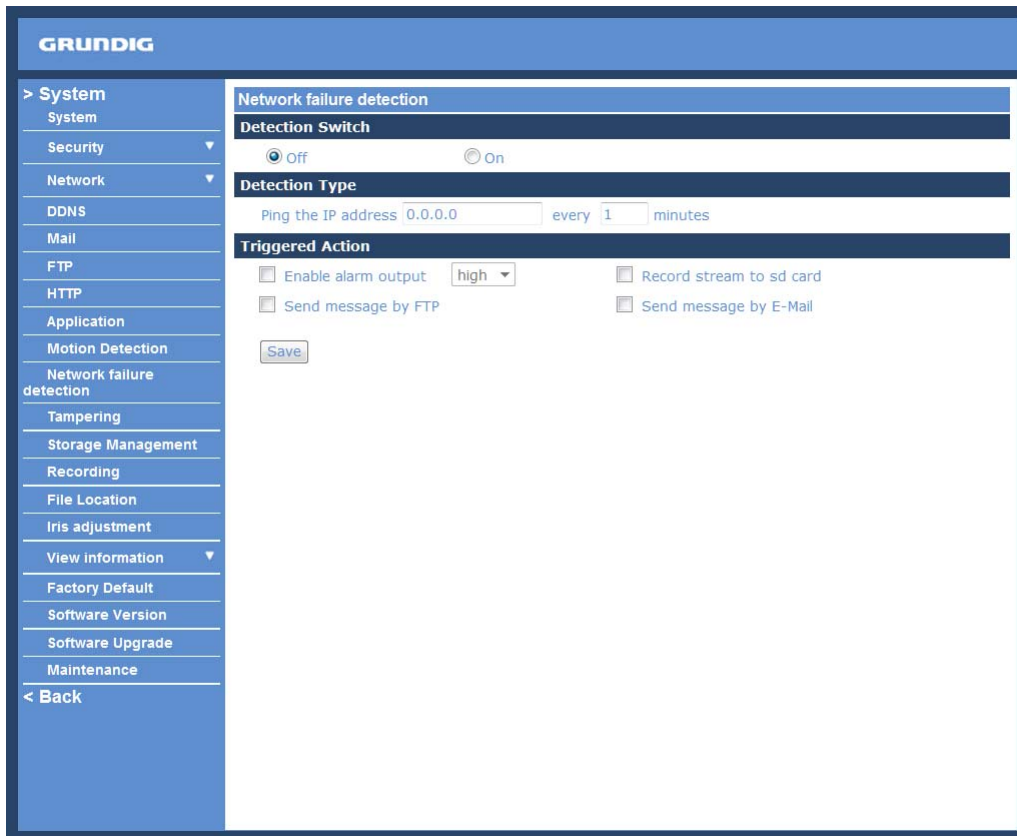 GRUNDIG
> System
System
Security
Network
DDNS
Mail
FTP
HTTP
Application
Motion Detection
Network failure
detection
Tampering
Storage Management
Recording
File Location
Iris adjustment
View information
Factory Default
Software Version
Software Upgrade
Maintenance
< Back
Network failure detection
Detection Switch
Off On
Detection Type
Ping the IP address 0.0.0.0 every 1 minutes
Triggered Action
Enable alarm output high Record stream to sd card
Send message by FTP Send message by E-Mail
Save